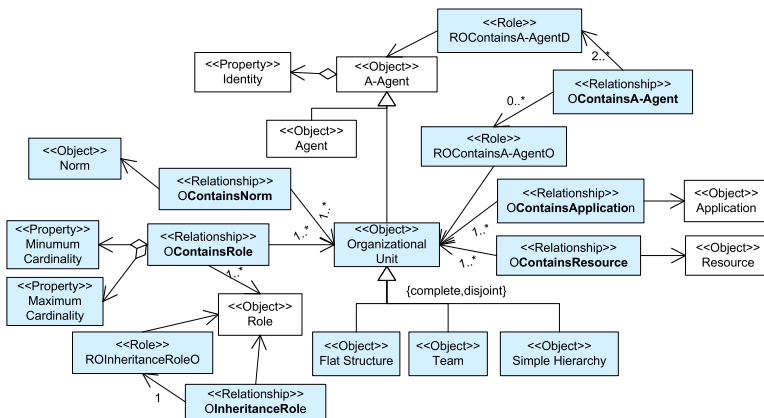 <<Role>>
ROContainsA-AgentD
<<Property>>
Identity
<<Object>>
A-Agent
2..*
<<Relationship>>
OContainsA-Agent
0..*
<<Object>>
Agent
<<Role>>
ROContainsA-AgentO
<<Object>>
Norm
<<Relationship>>
OContainsNorm
1..*
<<Relationship>>
OContainsApplication
1..*
<<Object>>
Application
<<Property>>
Minumum
Cardinality
<<Relationship>>
OContainsRole
1..*
1..*
<<Object>>
Organizational
Unit
<<Relationship>>
OContainsResource
1..*
<<Object>>
Resource
<<Property>>
Maximum
Cardinality
{complete,disjoint}
<<Object>>
Role
<<Role>>
ROInheritanceRoleO
<<Object>>
Flat Structure
<<Object>>
Team
<<Object>>
Simple Hierarchy
1
<<Relationship>>
OInheritanceRole